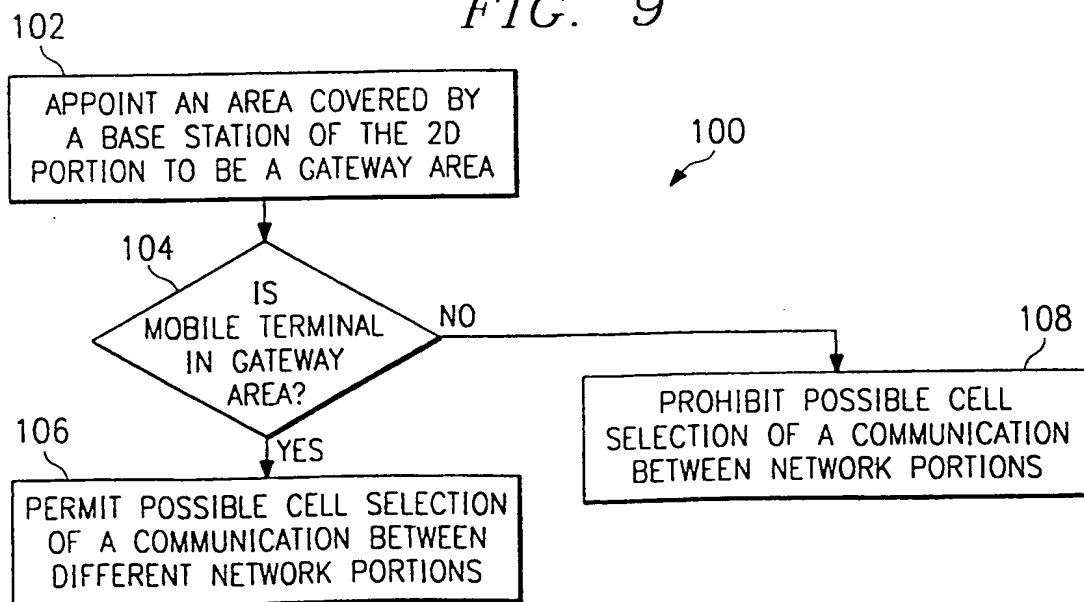 FIG. 9
102
APPOINT AN AREA COVERED BY
A BASE STATION OF THE 2D
PORTION TO BE A GATEWAY AREA
100
104
IS
MOBILE TERMINAL
IN GATEWAY
AREA?
NO
108
PROHIBIT POSSIBLE CELL
SELECTION OF A COMMUNICATION
BETWEEN NETWORK PORTIONS
106
YES
PERMIT POSSIBLE CELL SELECTION
OF A COMMUNICATION BETWEEN
DIFFERENT NETWORK PORTIONS